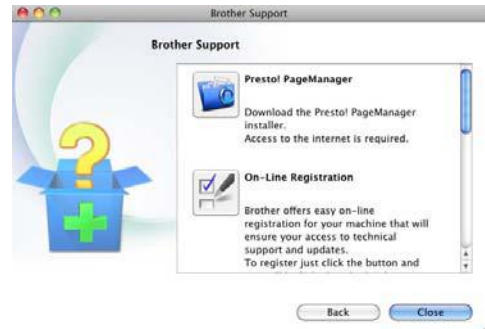 Brother Support
Brother Support
Presto! PageManager
Download the Presto! PageManager
installer.
Access to the internet is required.
On-Line Registration
Brother offers easy on-line
registration for your machine that will
ensure your access to technical
support and updates.
To register just click the button and
Back
Close